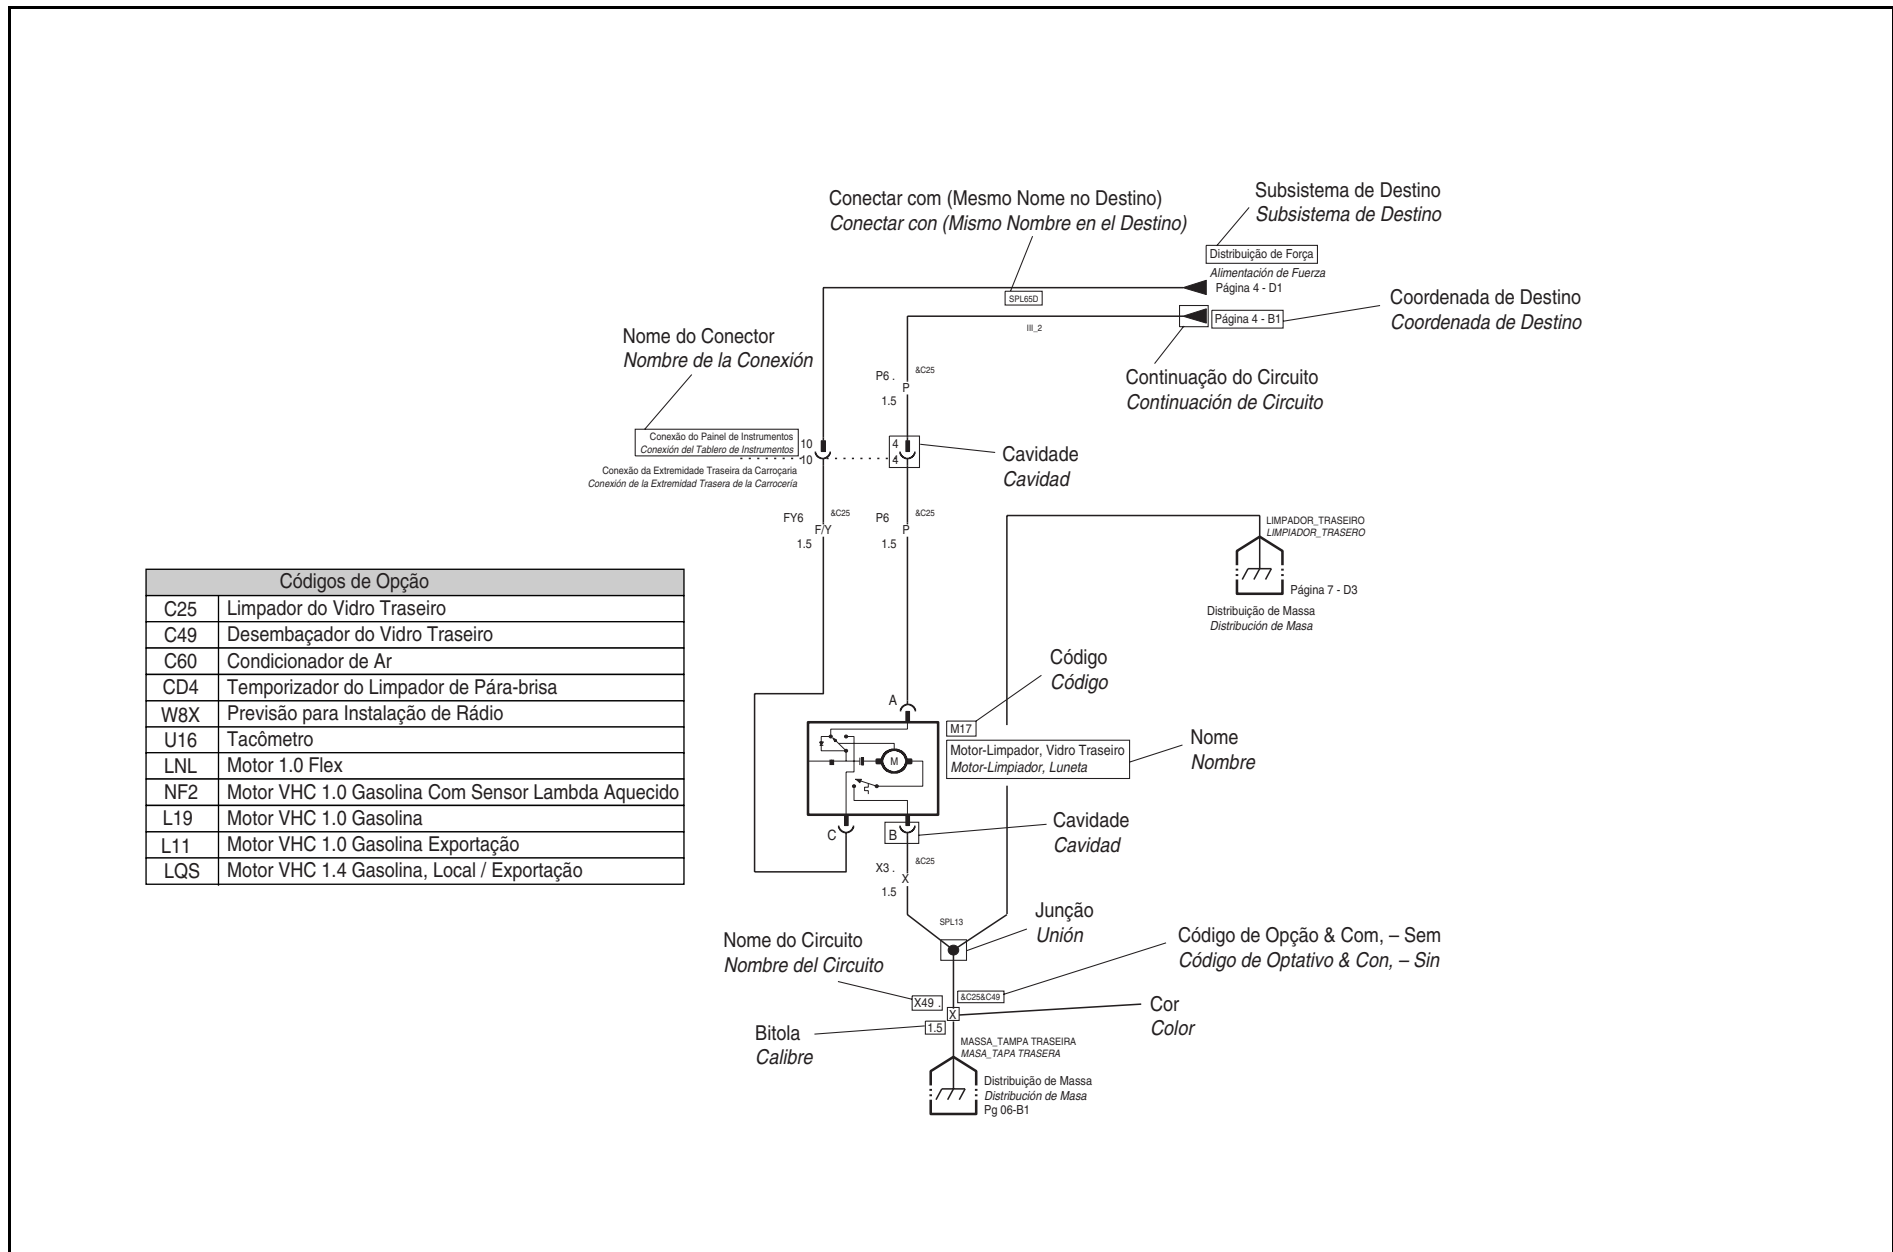 Conectar com (Mesmo Nome no Destino)
Conectar con (Mismo Nombre en el Destino)
Subsistema de Destino
Subsistema de Destino
Distribuição de Força
Alimentación de Fuerza
Página 4 - D1
SPL65D
Página 4 - B1
III_2
Coordenada de Destino
Coordenada de Destino
Nome do Conector
Nombre de la Conexión
Continuação do Circuito
Continuación de Circuito
P6 .
&C25
P
1.5
Conexão do Painel de Instrumentos
Conexión del Tablero de Instrumentos
10
10
4
4
Conexão da Extremidade Traseira da Carroçaria
Conexión de la Extremidad Trasera de la Carrocería
Cavidade
Cavidad
FY6
&C25
F/Y
1.5
P6
&C25
P
1.5
LIMPADOR_TRASEIRO
LIMPIADOR_TRASERO
Página 7 - D3
Distribuição de Massa
Distribución de Masa
Códigos de Opção
C25 Limpador do Vidro Traseiro
C49 Desembaçador do Vidro Traseiro
C60 Condicionador de Ar
CD4 Temporizador do Limpador de Pára-brisa
W8X Previsão para Instalação de Rádio
U16 Tacômetro
LNL Motor 1.0 Flex
NF2 Motor VHC 1.0 Gasolina Com Sensor Lambda Aquecido
L19 Motor VHC 1.0 Gasolina
L11 Motor VHC 1.0 Gasolina Exportação
LQS Motor VHC 1.4 Gasolina, Local / Exportação
Código
Código
A
M17
Motor-Limpador, Vidro Traseiro
Motor-Limpiador, Luneta
Nome
Nombre
M
C
B
Cavidade
Cavidad
X3 .
&C25
X
1.5
SPL13
Junção
Unión
Nome do Circuito
Nombre del Circuito
Código de Opção & Com, – Sem
Código de Optativo & Con, – Sin
X49 .
&C25&C49
X
1.5
Cor
Color
Bitola
Calibre
MASSA_TAMPA TRASEIRA
MASA_TAPA TRASERA
Distribuição de Massa
Distribución de Masa
Pg 06-B1